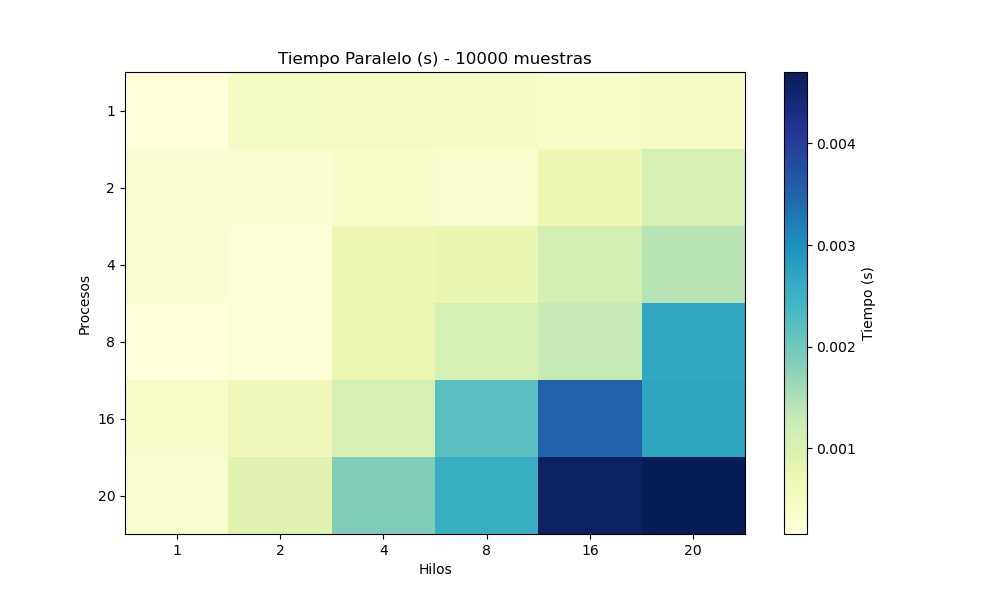 Tiempo Paralelo (s) - 10000 muestras
1
2
4
8
16
20
Procesos
1 2 4 8 16 20
Hilos
0.004
0.003
0.002
0.001
Tiempo (s)